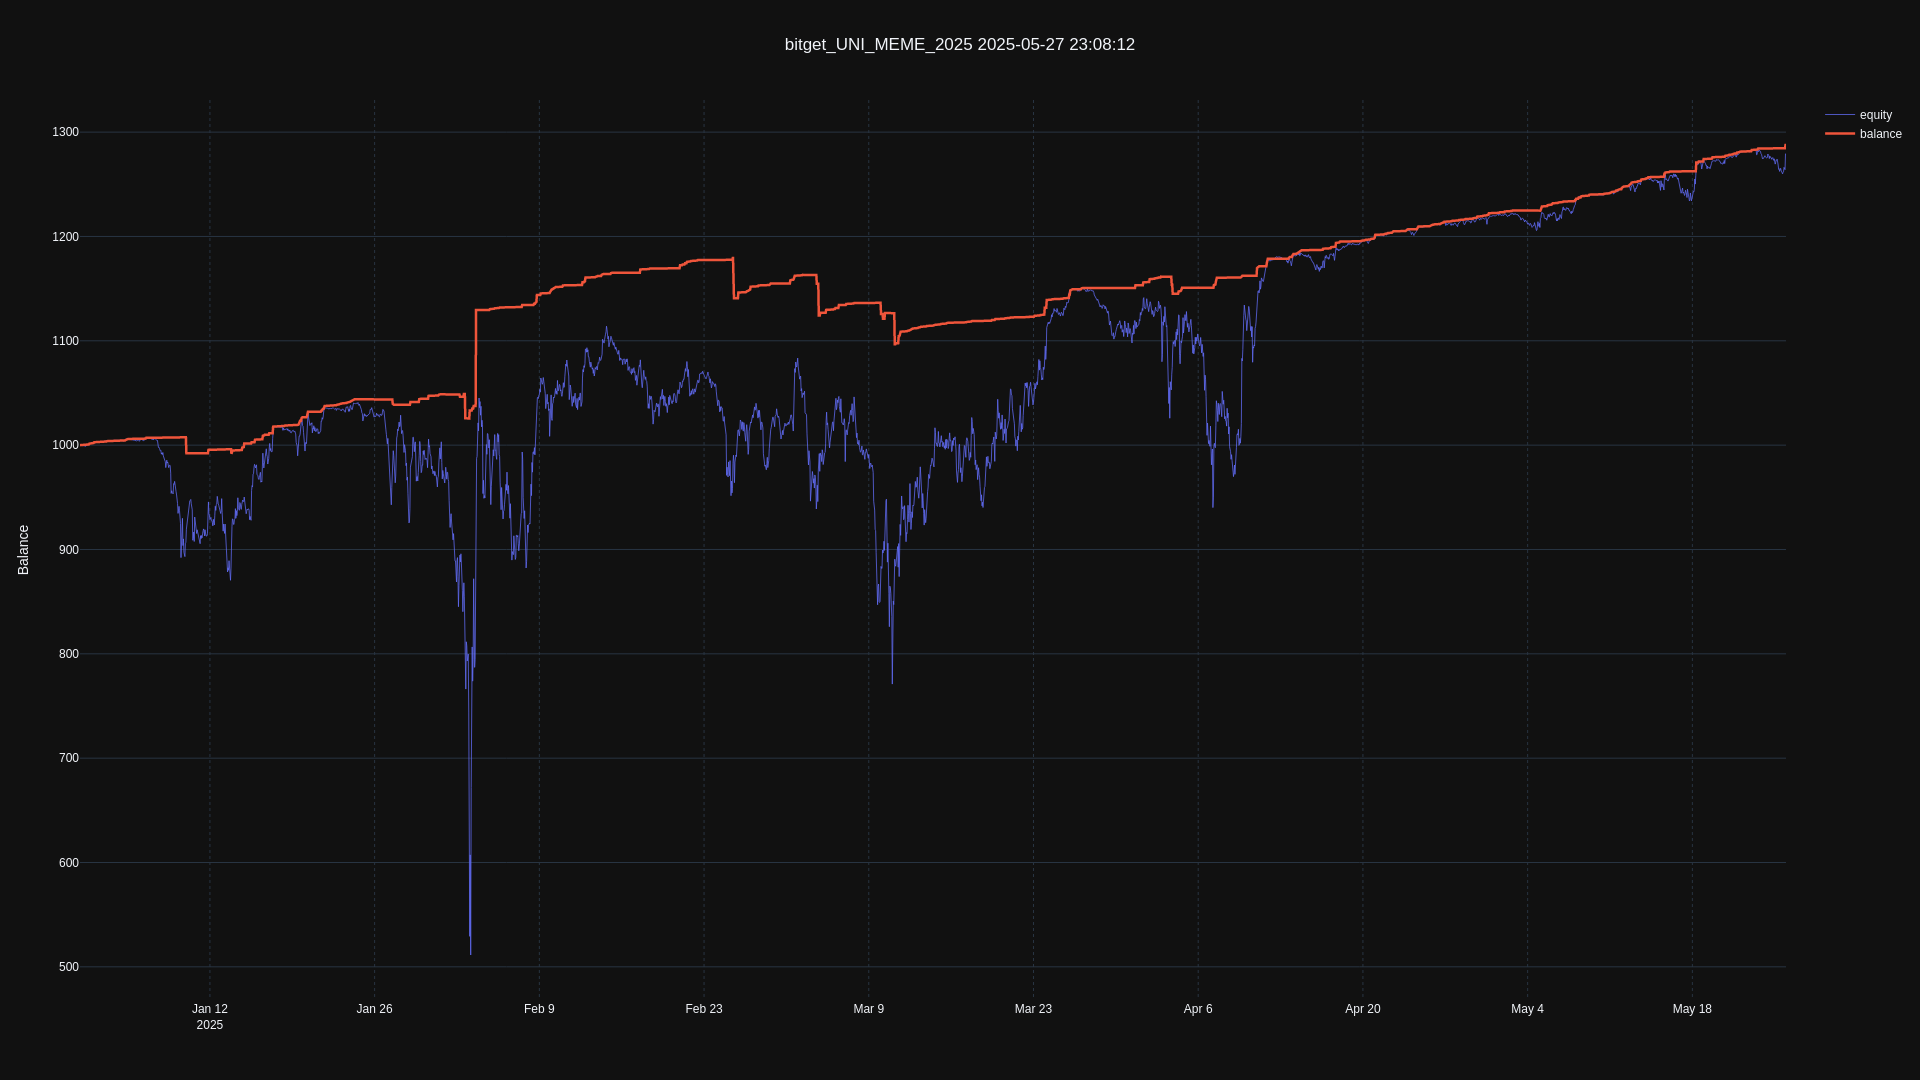 bitget_UNI_MEME_2025 2025-05-27 23:08:12
equity
balance
1300
1200
1100
1000
900
800
700
600
500
Balance
Jan 12
2025
Jan 26
Feb 9
Feb 23
Mar 9
Mar 23
Apr 6
Apr 20
May 4
May 18